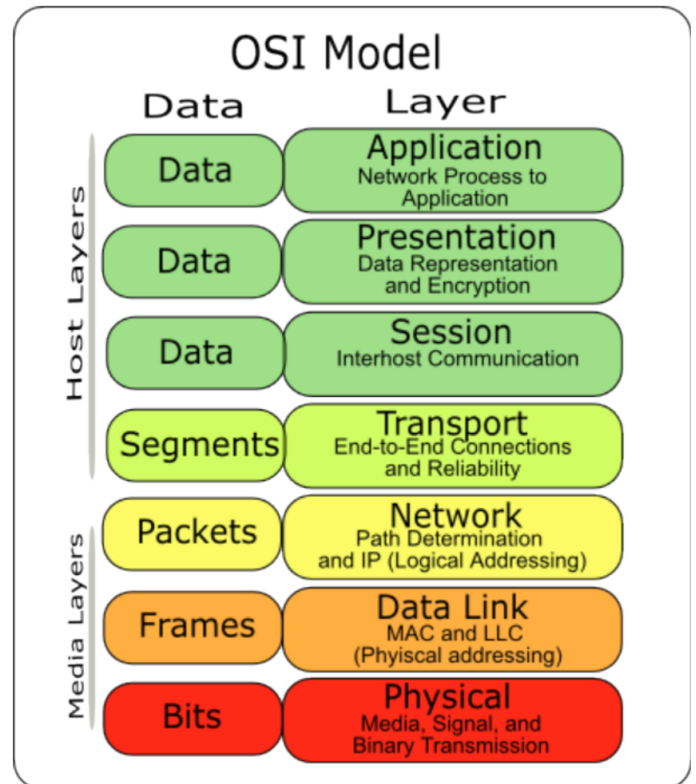 OSI Model
Data Layer
Host Layers
Data
Application
Network Process to
Application
Data
Presentation
Data Representation
and Encryption
Data
Session
Interhost Communication
Segments
Transport
End-to-End Connections
and Reliability
Media Layers
Packets
Network
Path Determination
and IP (Logical Addressing)
Frames
Data Link
MAC and LLC
(Phyiscal addressing)
Bits
Physical
Media, Signal, and
Binary Transmission